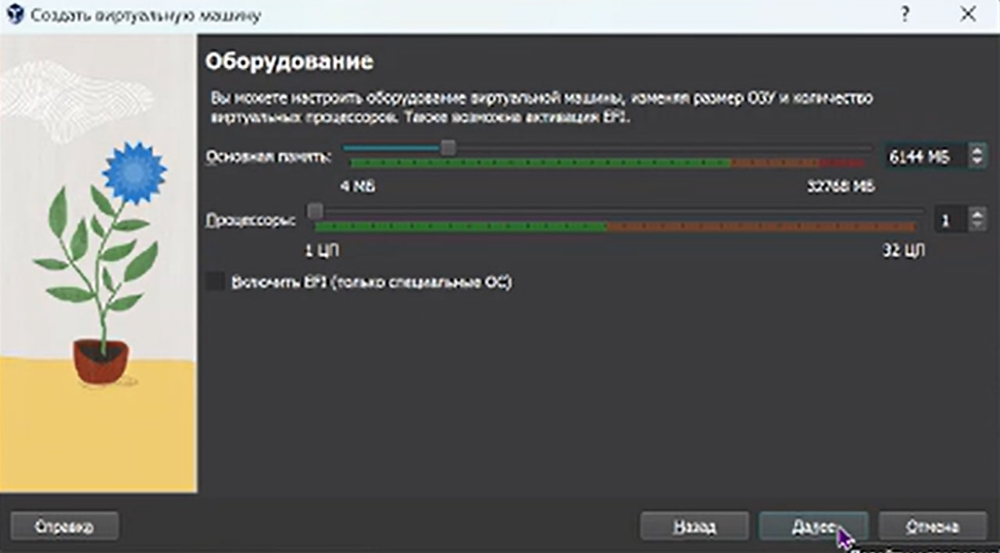 Создать виртуальную машину
?
Оборудование
Вы можете настроить оборудование виртуальной машины, изменяя размер ОЗУ и количество
виртуальных процессоров. Также возможна активация EFI.
Основная память:
6144 МБ
4 МБ
32768 МБ
Процессоры:
1
1 ЦП
32 ЦП
Включить EFI (только специальные ОС)
Справка
Назад
Далее
Отмена